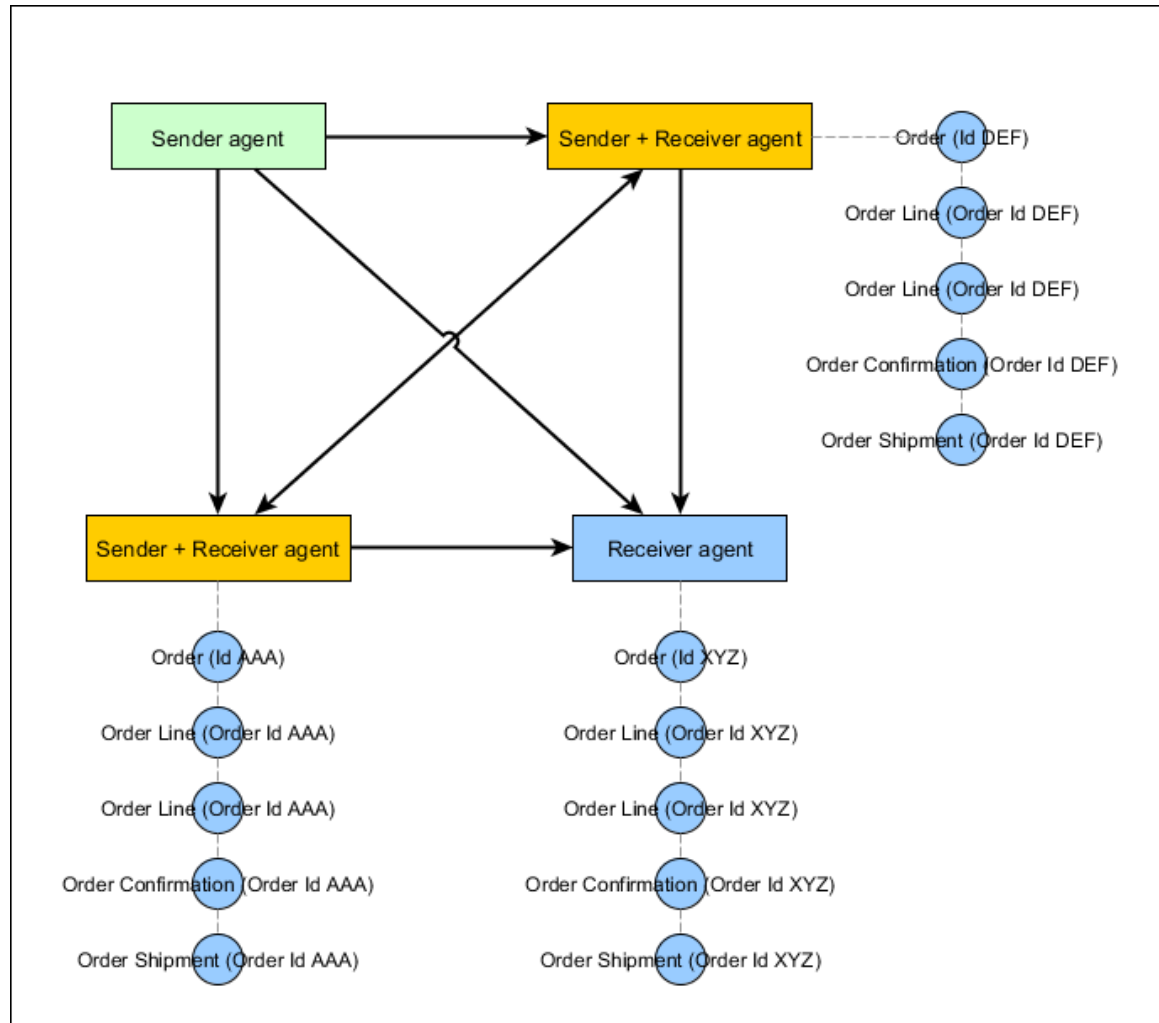 Sender agent
Sender + Receiver agent
Order (Id DEF)
Order Line (Order Id DEF)
Order Line (Order Id DEF)
Order Confirmation (Order Id DEF)
Order Shipment (Order Id DEF)
Sender + Receiver agent
Receiver agent
Order (Id AAA)
Order Line (Order Id AAA)
Order Line (Order Id AAA)
Order Confirmation (Order Id AAA)
Order Shipment (Order Id AAA)
Order (Id XYZ)
Order Line (Order Id XYZ)
Order Line (Order Id XYZ)
Order Confirmation (Order Id XYZ)
Order Shipment (Order Id XYZ)